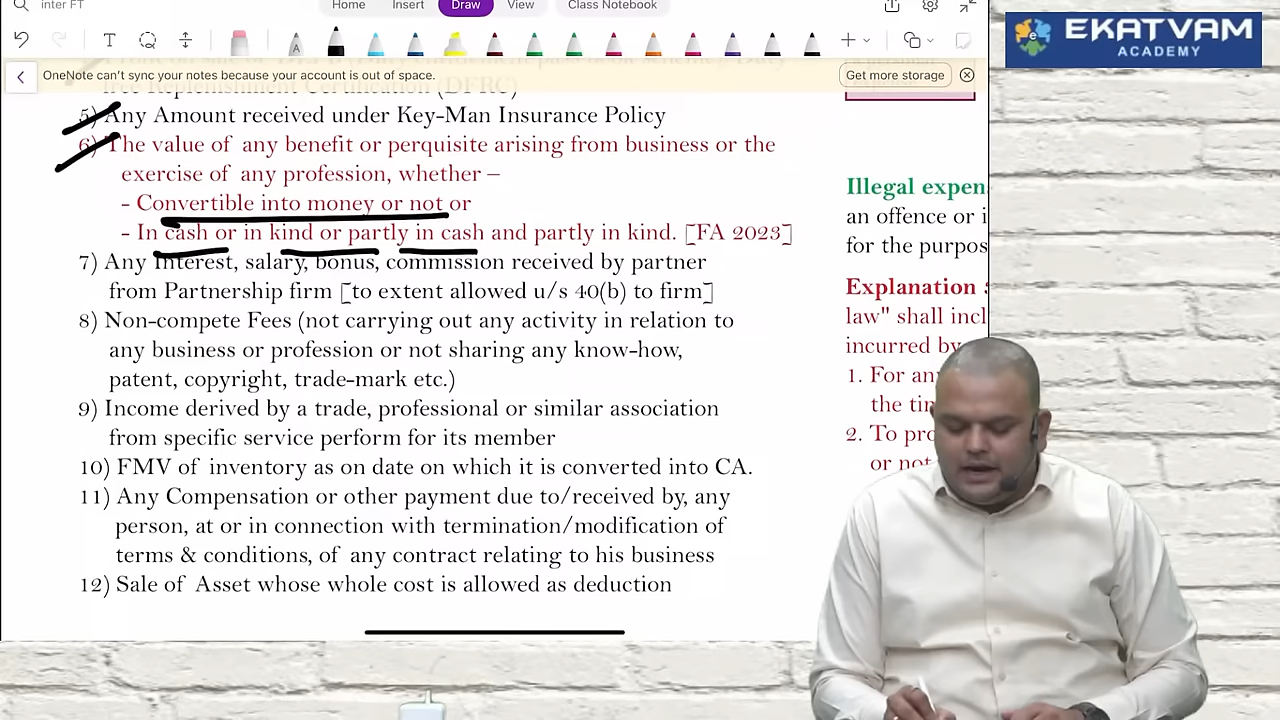 inter FT
Home Insert Draw View Class Notebook
OneNote can't sync your notes because your account is out of space.
Get more storage
(DFRC)
5) Any Amount received under Key-Man Insurance Policy
6) The value of any benefit or perquisite arising from business or the
exercise of any profession, whether –
- Convertible into money or not or
- In cash or in kind or partly in cash and partly in kind. [FA 2023]
7) Any Interest, salary, bonus, commission received by partner
from Partnership firm [to extent allowed u/s 40(b) to firm]
8) Non-compete Fees (not carrying out any activity in relation to
any business or profession or not sharing any know-how,
patent, copyright, trade-mark etc.)
9) Income derived by a trade, professional or similar association
from specific service perform for its member
10) FMV of inventory as on date on which it is converted into CA.
11) Any Compensation or other payment due to/received by, any
person, at or in connection with termination/modification of
terms & conditions, of any contract relating to his business
12) Sale of Asset whose whole cost is allowed as deduction
Illegal expen
an offence or i
for the purpos
Explanation
law" shall incl
incurred by
1. For an
the tin
2. To pro
or not
EKATVAM
ACADEMY